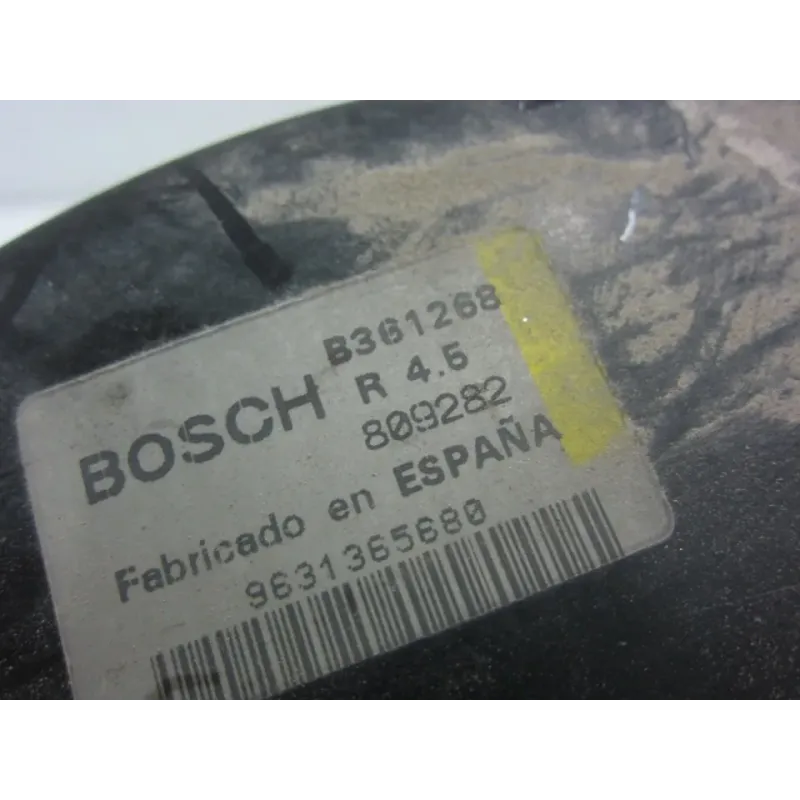 B361268
BOSCH R 4.5
809282
Fabricado en ESPAÑA
9631365680